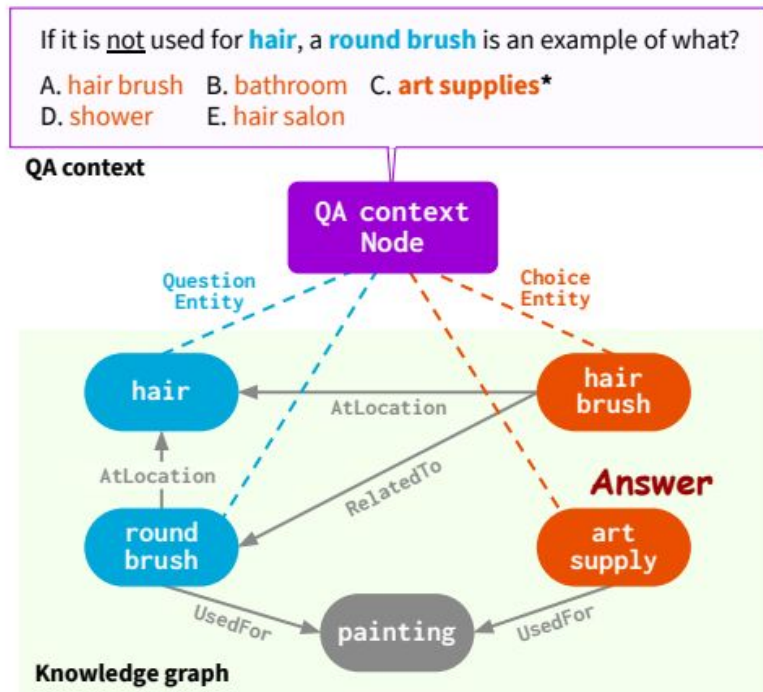 If it is not used for hair, a round brush is an example of what?
A. hair brush B. bathroom C. art supplies*
D. shower E. hair salon
QA context
QA context
Node
Question
Entity
Choice
Entity
hair
hair
brush
AtLocation
AtLocation
RelatedTo
Answer
round
brush
art
supply
UsedFor
painting
UsedFor
Knowledge graph